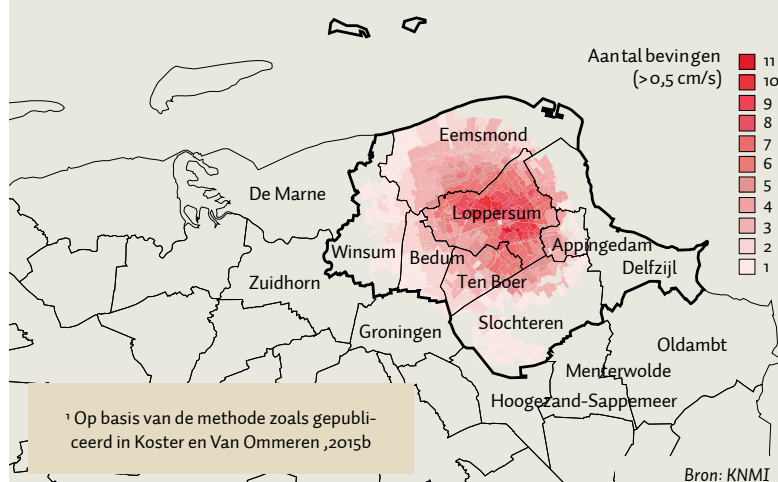 Aantal bevingen
(>0,5 cm/s)
11
10
9
8
7
6
5
4
3
2
1
Eemsmond
De Marne
Loppersum
Winsum
Bedum
Appingedam
Delfzijl
Zuidhorn
Ten Boer
Groningen
Slochteren
Oldambt
Menterwolde
Hoogezand-Sappemeer
¹ Op basis van de methode zoals gepubli-
ceerd in Koster en Van Ommeren ,2015b
Bron: KNMI